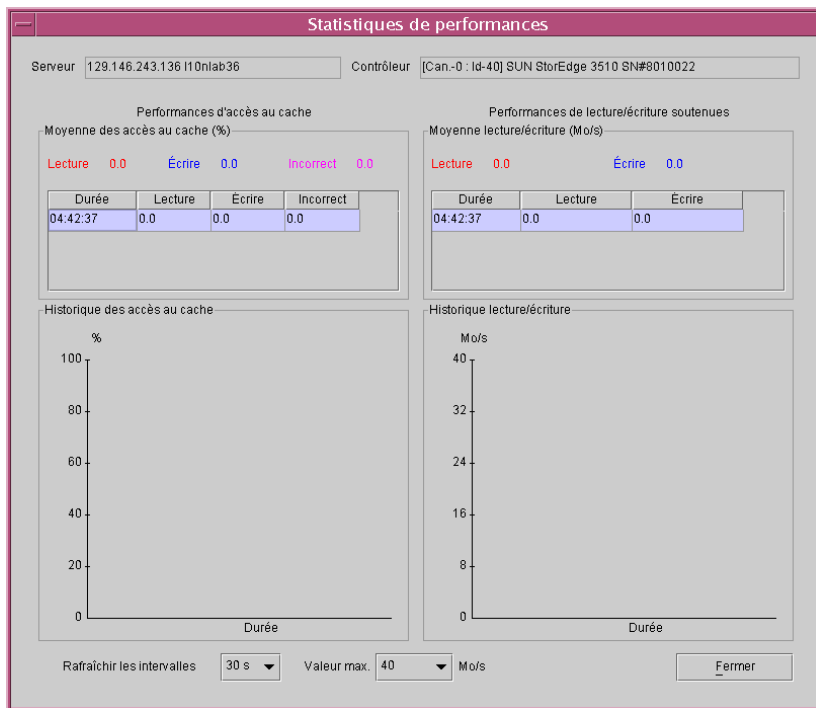 Statistiques de performances
Serveur 129.146.243.136 l10nlab36 Contrôleur [Can.-0 : Id-40] SUN StorEdge 3510 SN#8010022
Performances d'accès au cache
Moyenne des accès au cache (%)
Lecture 0.0 Écrire 0.0 Incorrect 0.0
Durée Lecture Écrire Incorrect
04:42:37 0.0 0.0 0.0
Historique des accès au cache
%
100
80
60
40
20
0
Durée
Performances de lecture/écriture soutenues
Moyenne lecture/écriture (Mo/s)
Lecture 0.0 Écrire 0.0
Durée Lecture Écrire
04:42:37 0.0 0.0
Historique lecture/écriture
Mo/s
40
32
24
16
8
0
Durée
Rafraîchir les intervalles 30 s Valeur max. 40 Mo/s Fermer